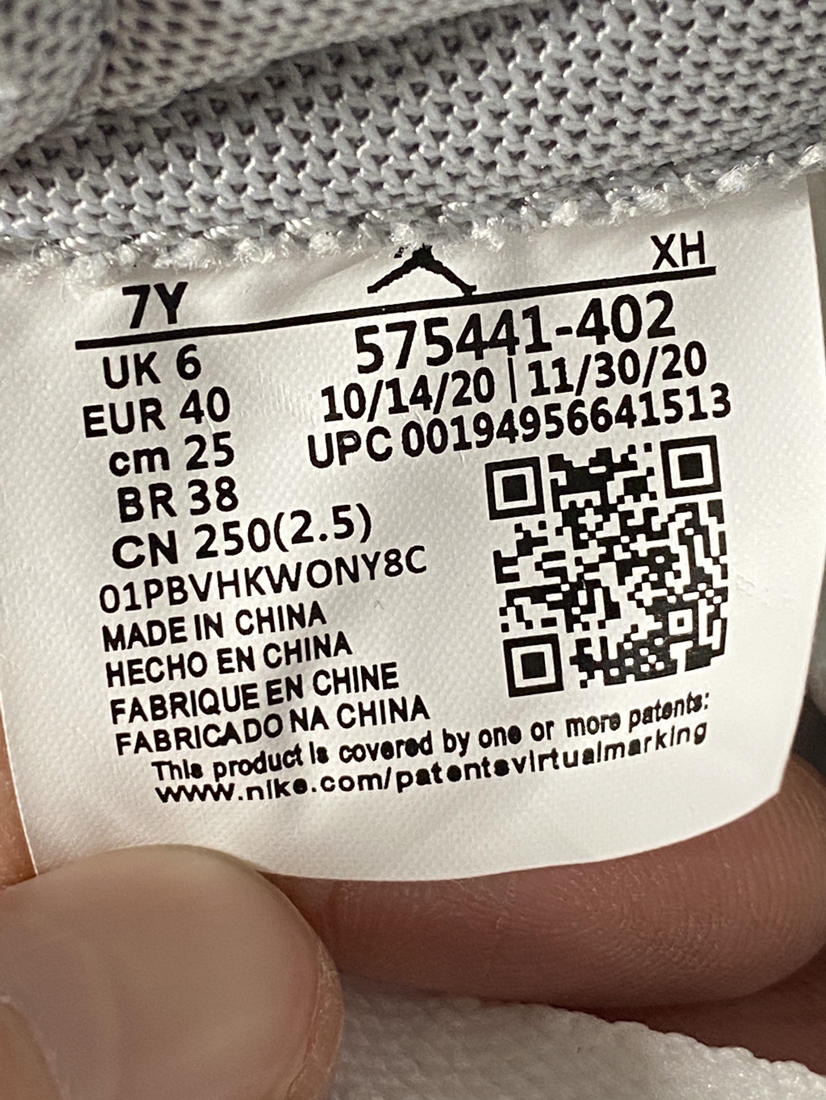 7Y XH
UK 6
EUR 40
cm 25
BR 38
CN 250(2.5)
575441-402
10/14/20 | 11/30/20
UPC 00194956641513
01PBVHKWONY8C
MADE IN CHINA
HECHO EN CHINA
FABRIQUE EN CHINE
FABRICADO NA CHINA
This product is covered by one or more patents:
www.nike.com/patentsvirtualmarking